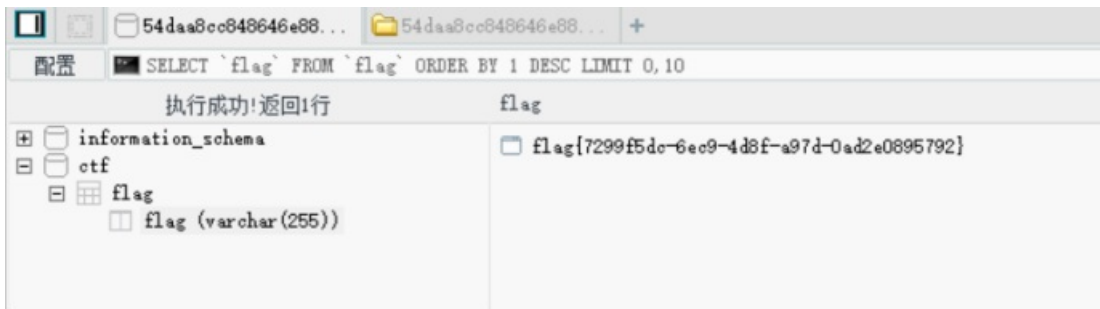 54daa8cc848646e88... 54daa8cc848646e88... +
配置 SELECT `flag` FROM `flag` ORDER BY 1 DESC LIMIT 0,10
执行成功!返回1行 flag
information_schema
flag{7299f5dc-6ec9-4d8f-a97d-0ad2e0895792}
ctf
flag
flag (varchar(255))